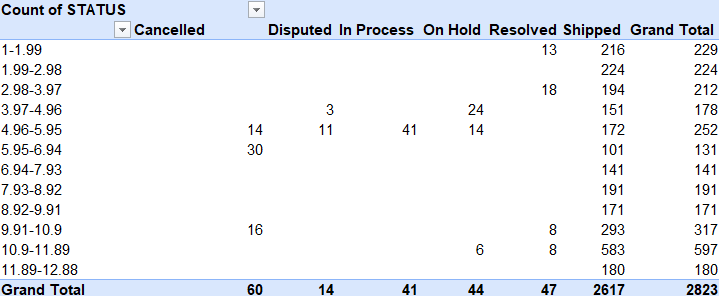 Count of STATUS
Cancelled Disputed In Process On Hold Resolved Shipped Grand Total
1-1.99 13 216 229
1.99-2.98 224 224
2.98-3.97 18 194 212
3.97-4.96 3 24 151 178
4.96-5.95 14 11 41 14 172 252
5.95-6.94 30 101 131
6.94-7.93 141 141
7.93-8.92 191 191
8.92-9.91 171 171
9.91-10.9 16 8 293 317
10.9-11.89 6 8 583 597
11.89-12.88 180 180
Grand Total 60 14 41 44 47 2617 2823